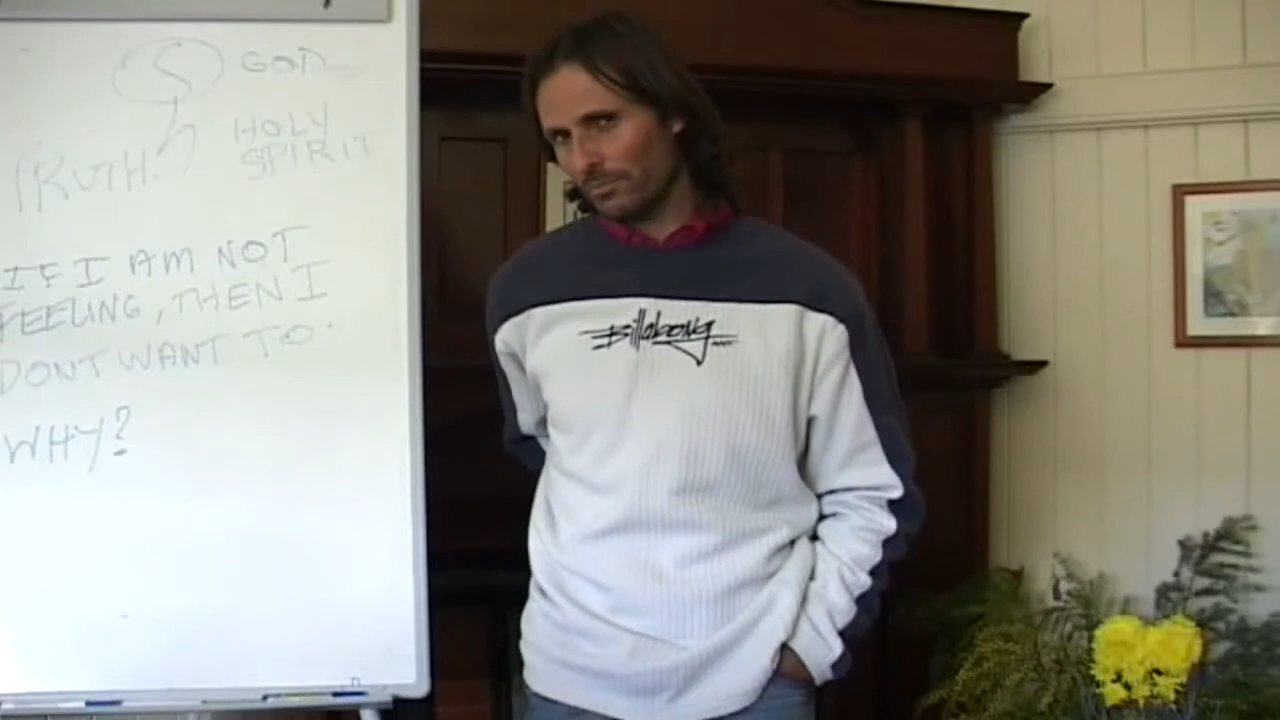 S GOD
HOLY
SPIRIT
TRUTH
IF I AM NOT
FEELING, THEN I
DONT WANT TO
WHY?
Billabong